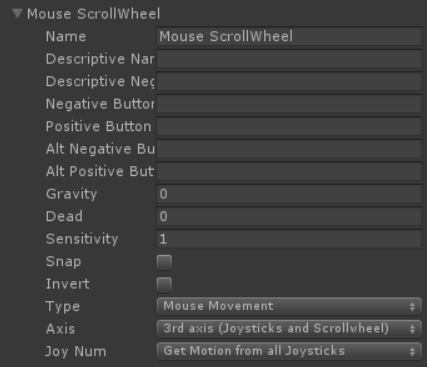 Mouse ScrollWheel
Name Mouse ScrollWheel
Descriptive Nar
Descriptive Neg
Negative Buttor
Positive Button
Alt Negative Bu
Alt Positive But
Gravity 0
Dead 0
Sensitivity 1
Snap
Invert
Type Mouse Movement
Axis 3rd axis (Joysticks and Scrollwheel)
Joy Num Get Motion from all Joysticks